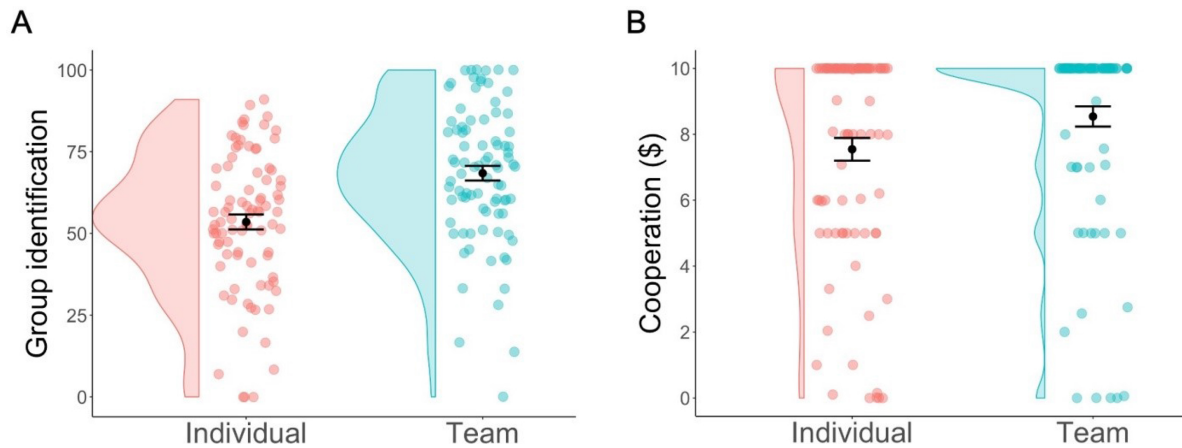 A
Group identification
100
75
50
25
0
Individual
Team
B
Cooperation ($)
10
8
6
4
2
0
Individual
Team